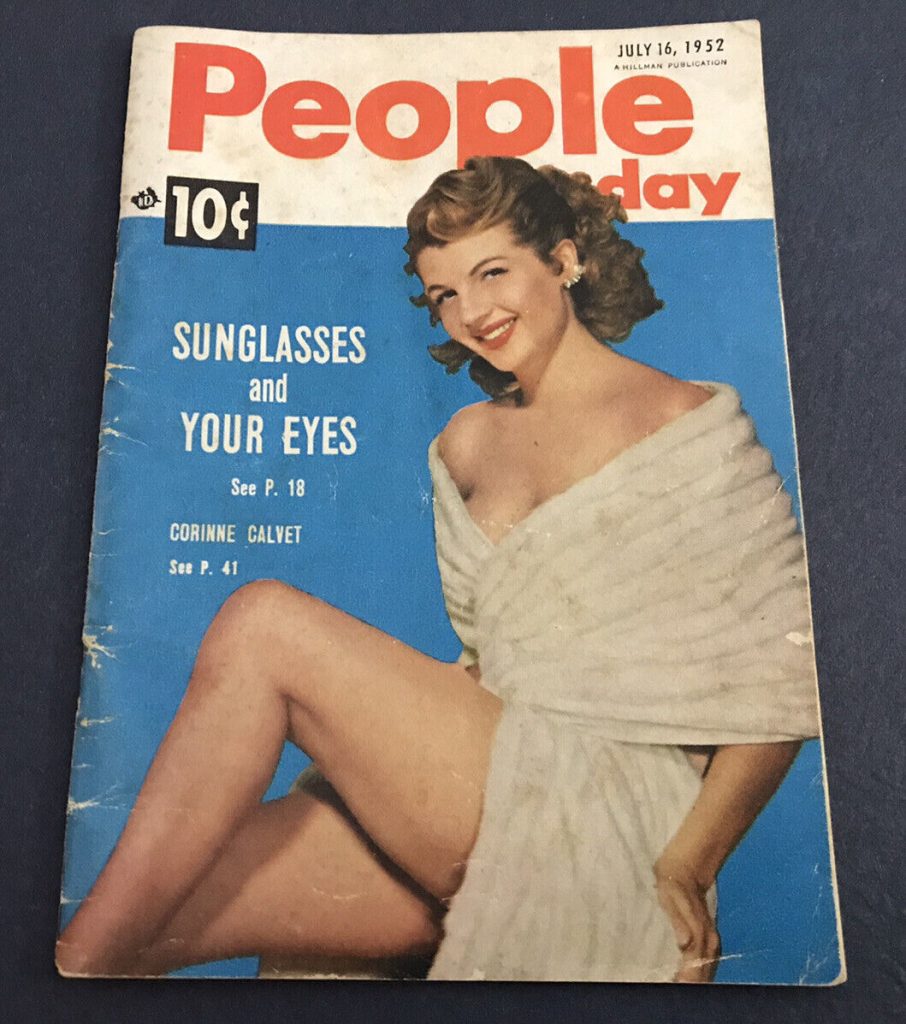 People
day
JULY 16, 1952
A HILLMAN PUBLICATION
10¢
SUNGLASSES
and
YOUR EYES
See P. 18
CORINNE CALVET
See P. 41